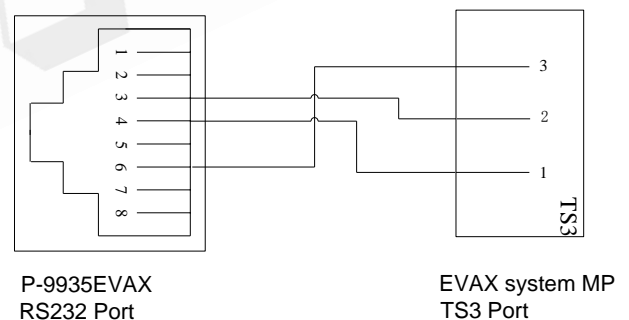 1
2
3
4
5
6
7
8
3
2
1
TS3
P-9935EVAX
RS232 Port
EVAX system MP
TS3 Port